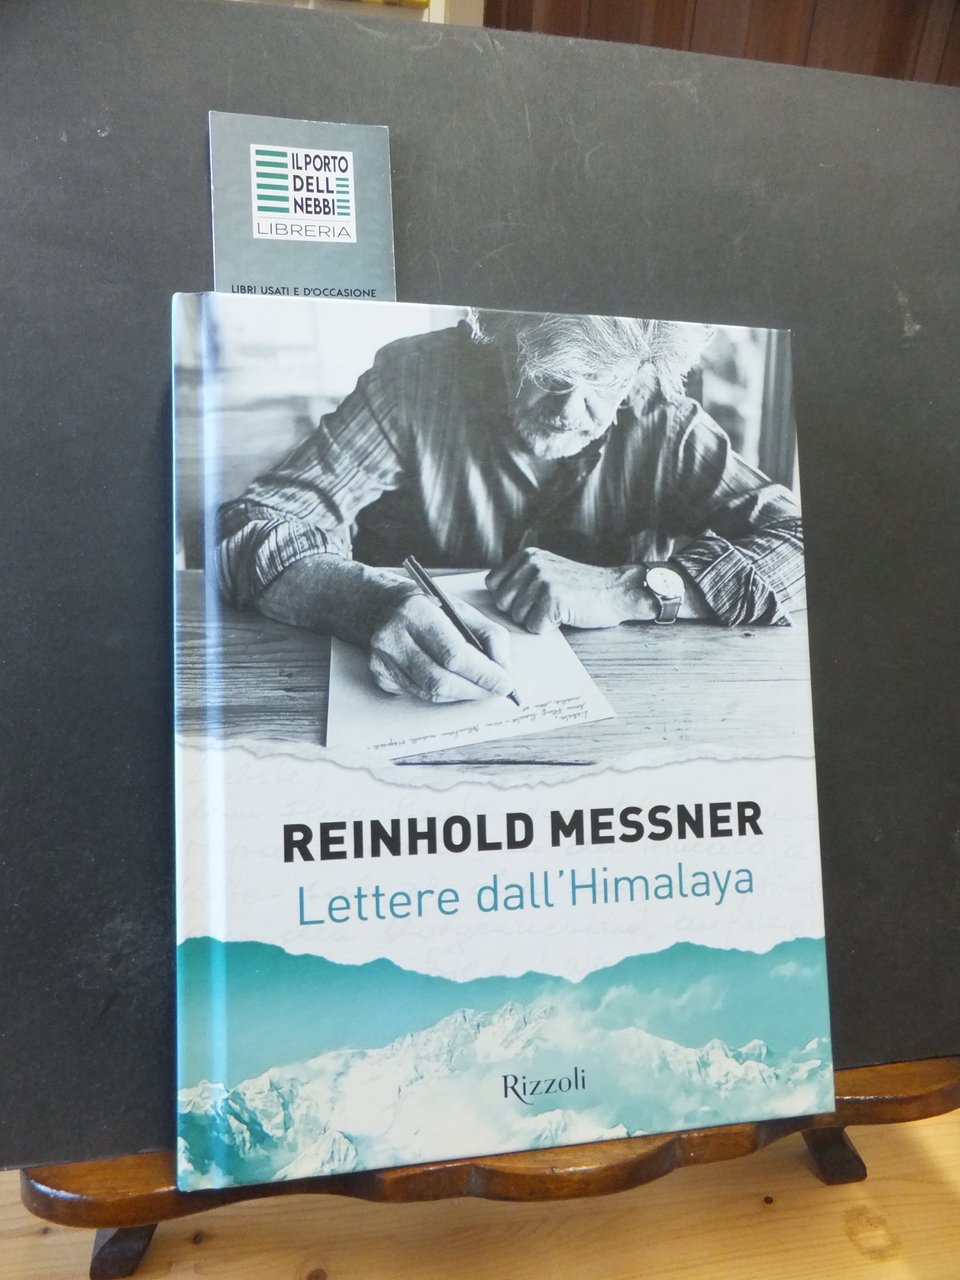 IL PORTO
DELLE
NEBBIE
LIBRERIA
LIBRI USATI E D'OCCASIONE
REINHOLD MESSNER
Lettere dall'Himalaya
Rizzoli